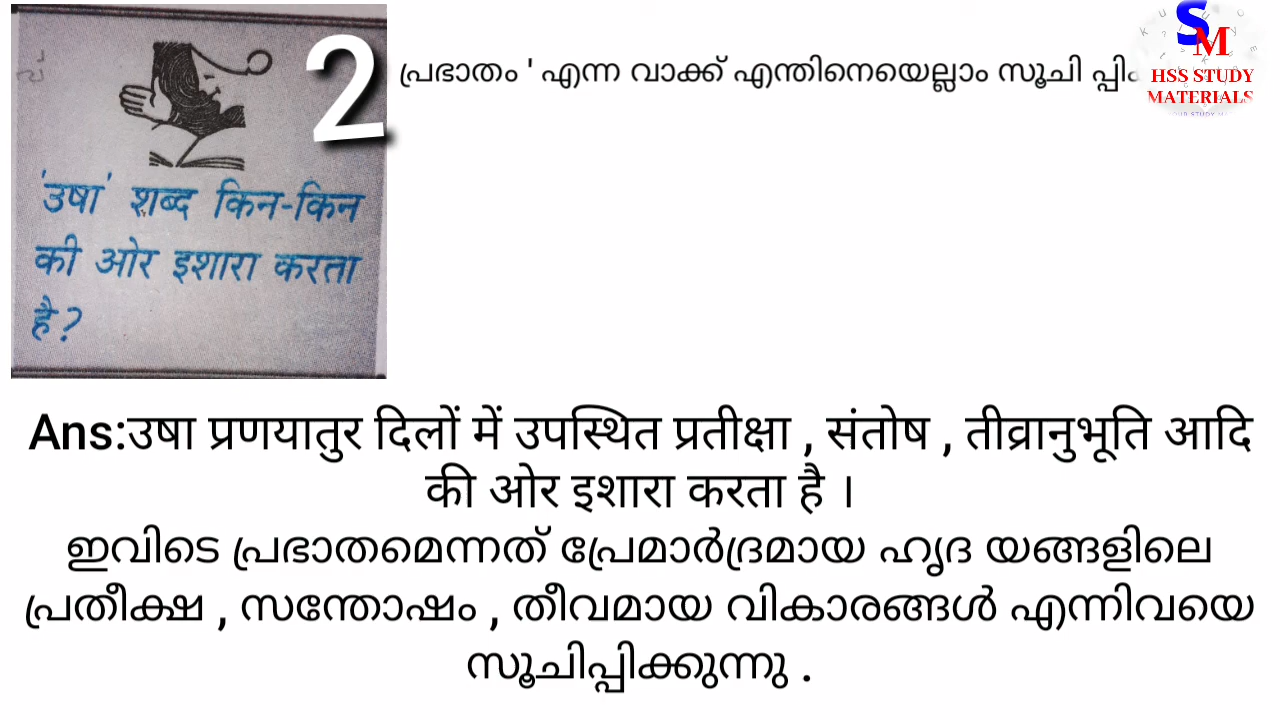 2
'उषा' शब्द किन-किन
की ओर इशारा करता
है?
പ്രഭാതം ' എന്ന വാക്ക് എന്തിനെയെല്ലാം സൂചി
S
M
HSS STUDY
MATERIALS
Ans:उषा प्रणयातुर दिलों में उपस्थित प्रतीक्षा , संतोष , तीव्रानुभूति आदि
की ओर इशारा करता है ।
ഇവിടെ പ്രഭാതമെന്നത് പ്രേമാർദ്രമായ ഹൃദ യങ്ങളിലെ
പ്രതീക്ഷ , സന്തോഷം , തീവമായ വികാരങ്ങൾ എന്നിവയെ
സൂചിപ്പിക്കുന്നു .